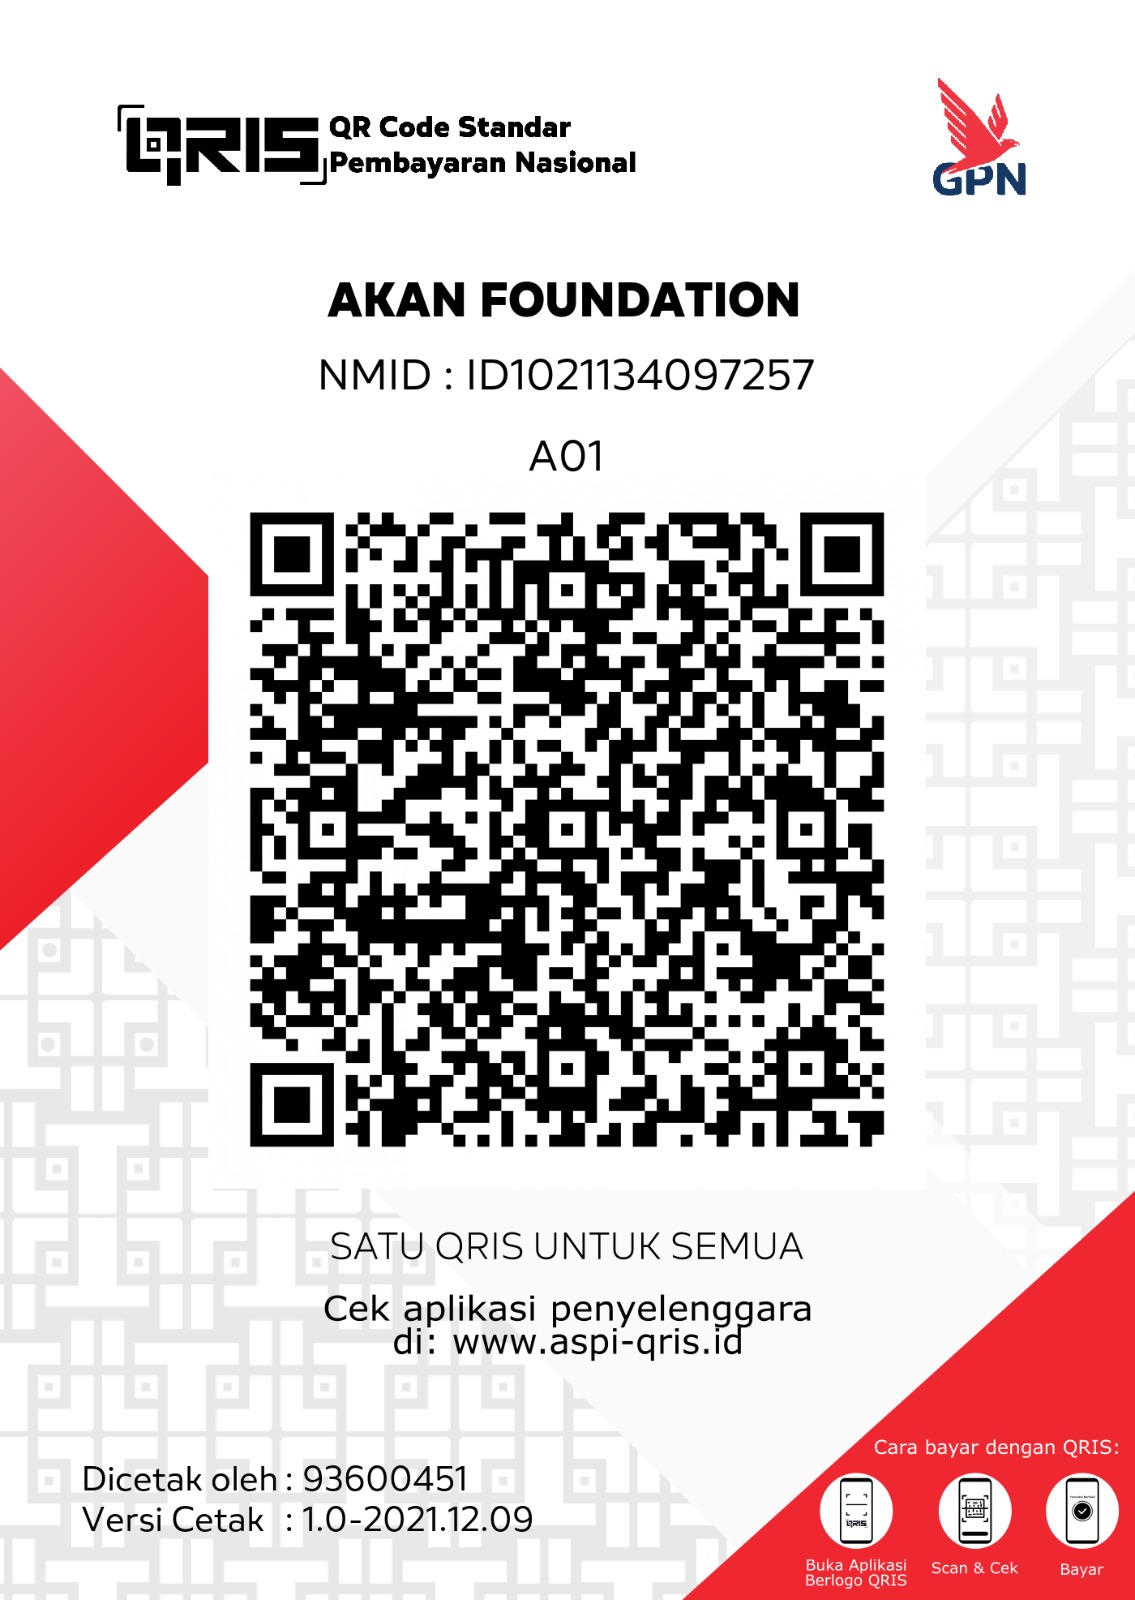 QRIS QR Code Standar
Pembayaran Nasional
GPN
AKAN FOUNDATION
NMID : ID1021134097257
A01
SATU QRIS UNTUK SEMUA
Cek aplikasi penyelenggara
di: www.aspi-qris.id
Dicetak oleh : 93600451
Versi Cetak : 1.0-2021.12.09
Cara bayar dengan QRIS:
QRIS
Buka Aplikasi
Berlogo QRIS
Scan & Cek
Bayar